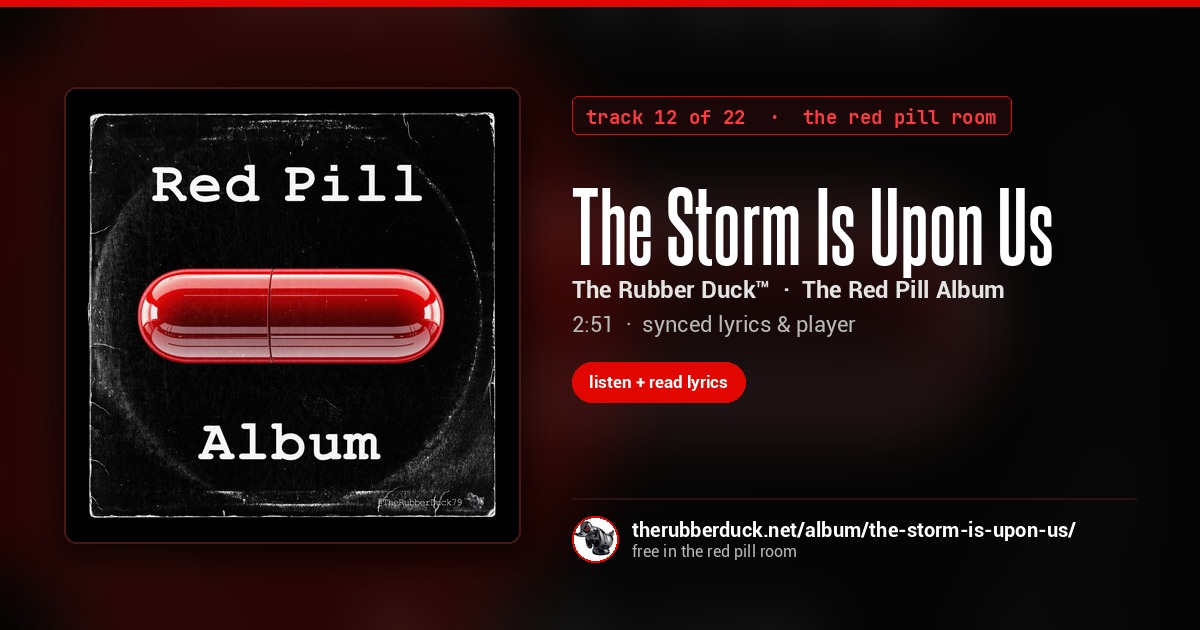 Red Pill
Album
#TheRubberDuck79
track 12 of 22 · the red pill room
The Storm Is Upon Us
The Rubber Duck™ · The Red Pill Album
2:51 · synced lyrics & player
listen + read lyrics
therubberduck.net/album/the-storm-is-upon-us/
free in the red pill room